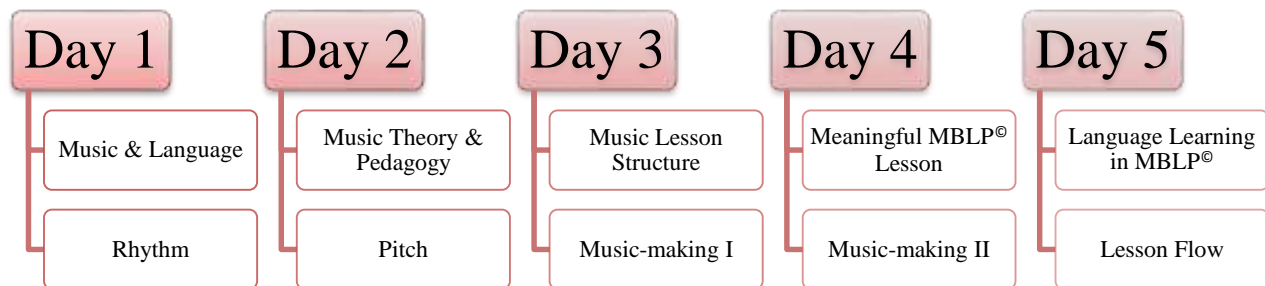 Day 1
Music & Language
Rhythm
Day 2
Music Theory &
Pedagogy
Pitch
Day 3
Music Lesson
Structure
Music-making I
Day 4
Meaningful MBLP©
Lesson
Music-making II
Day 5
Language Learning
in MBLP©
Lesson Flow